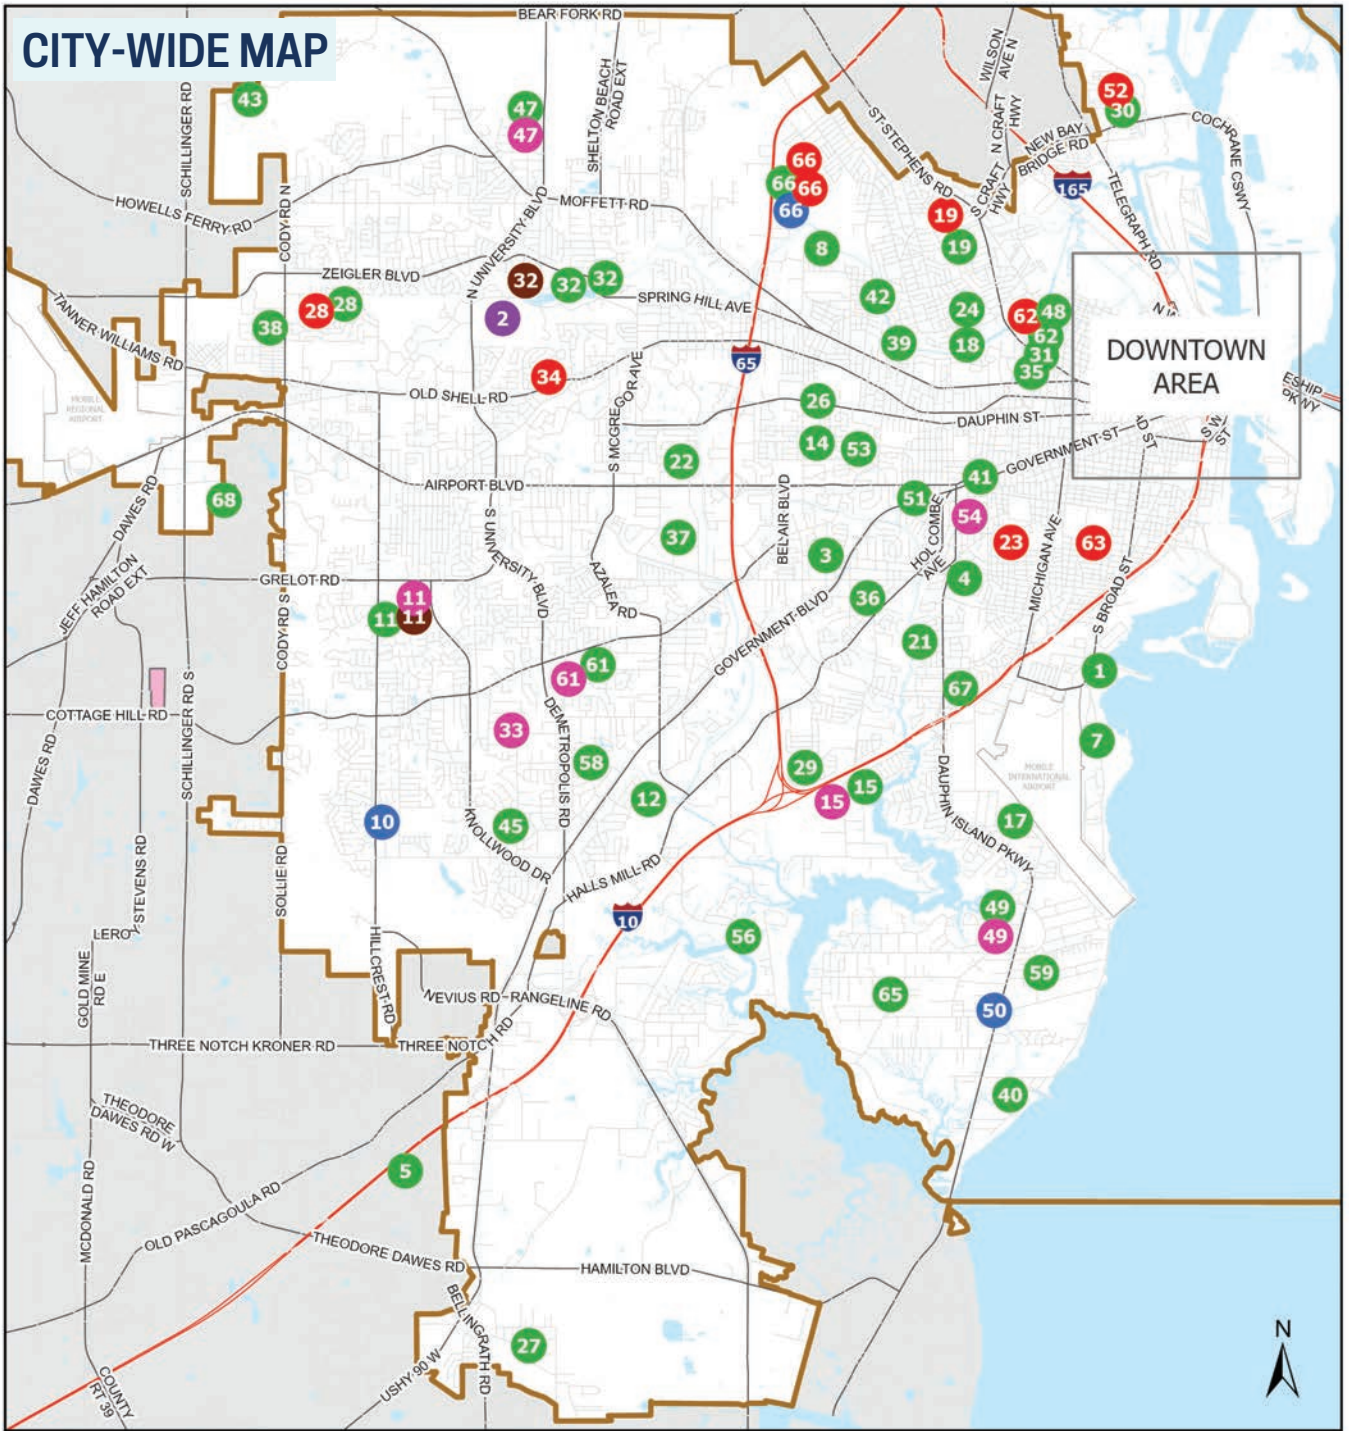 CITY-WIDE MAP
BEAR FORK RD
SCHILLINGER RD
43
47
47
SHELTON BEACH
ROAD EXT
WILSON
AVE N
52
30
ST STEPHENS RD
N CRAFT
HWY
NEW BAY
BRIDGE RD
COCHRANE CSWY
66
66
66
66
S CRAFT
HWY
165
TELEGRAPH RD
HOWELLS FERRY RD
CODY RD N
N UNIVERSITY BLVD
MOFFETT RD
19
19
8
ZEIGLER BLVD
32
32
32
SPRING HILL AVE
42
24
62
48
28
28
2
TANNER WILLIAMS RD
38
39
18
62
31
35
65
DOWNTOWN
AREA
34
OLD SHELL RD
S MCGREGOR AVE
26
DAUPHIN ST
MOBILE
REGIONAL
AIRPORT
14
53
GOVERNMENT ST
22
41
AIRPORT BLVD
51
54
68
DAWES RD
S UNIVERSITY BLVD
BEL AIR BLVD
HOLCOMBE
AVE
37
3
23
63
MICHIGAN AVE
JEFF HAMILTON
ROAD EXT
GRELOT RD
AZALEA RD
4
11
11
11
36
S BROAD ST
CODY RD S
GOVERNMENT BLVD
21
61
61
1
67
COTTAGE HILL RD
SCHILLINGER RD S
33
DEMETROPOLIS RD
7
DAWES RD
58
29
MOBILE
INTERNATIONAL
AIRPORT
15
15
12
DAUPHIN ISLAND PKWY
10
45
17
KNOLLWOOD DR
SOLLIE RD
STEVENS RD
HALLS MILL RD
10
49
49
56
LEROY
HILLCREST RD
59
GOLD MINE
RD E
NEVIUS RD
RANGELINE RD
65
50
THREE NOTCH KRONER RD
THREE NOTCH RD
40
THEODORE
DAWES RD W
5
MCDONALD RD
OLD PASCAGOULA RD
THEODORE DAWES RD
HAMILTON BLVD
BELLINGRATH RD
27
USHY 90 W
COUNTY
RT 39
N